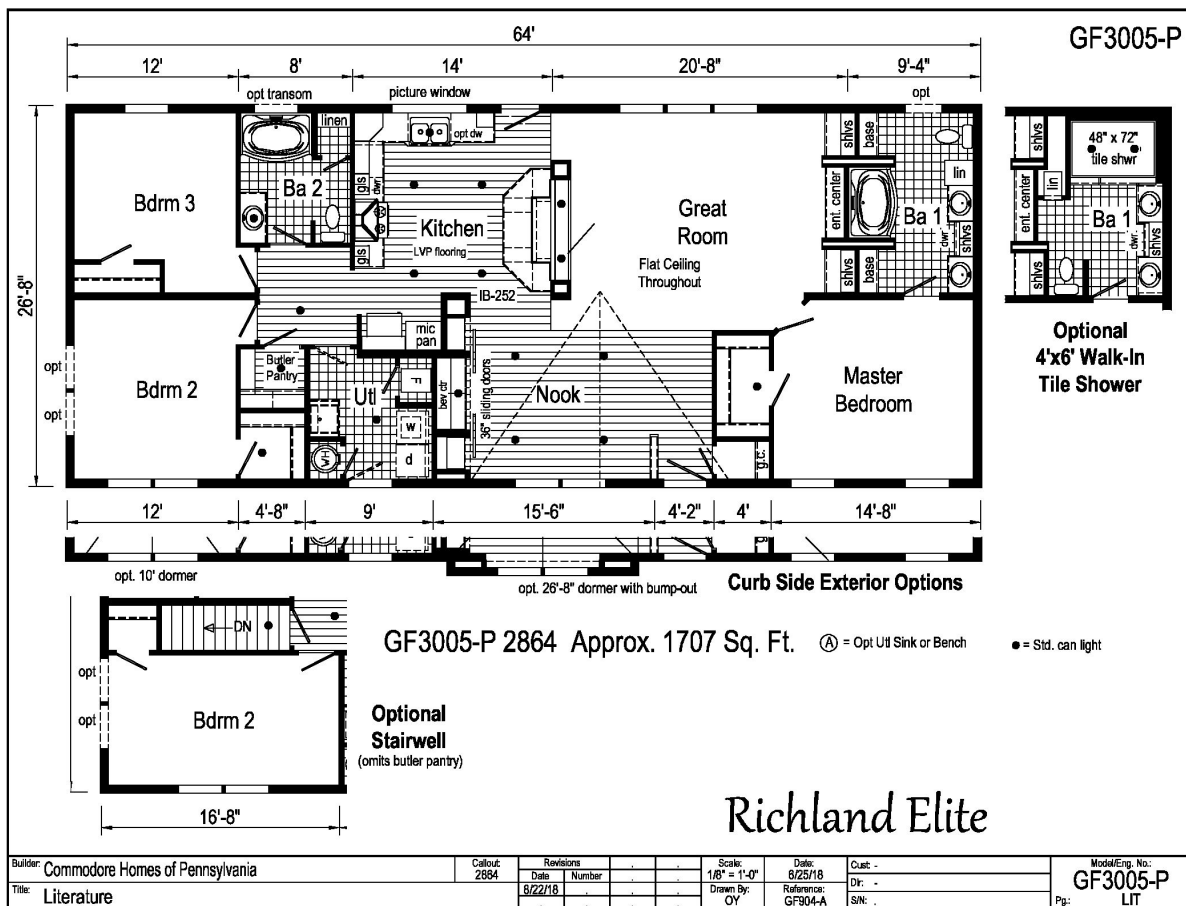 GF3005-P
64'
12'
8'
14'
20'-8"
9'-4"
opt transom
picture window
opt
26'-8"
linen
opt dw
shlvs
base
48" x 72"
tile shwr
Bdrm 3
Ba 2
gls
dwr
Kitchen
LVP flooring
gls
Great
Room
Flat Ceiling
Throughout
ent. center
lin
Ba 1
dwr
shlvs
shlvs
base
shlvs
ent. center
lin
Ba 1
dwr
shlvs
shlvs
IB-252
mic
pan
Optional
4'x6' Walk-In
Tile Shower
opt
opt
Bdrm 2
Butler
Pantry
Utl
F
w
d
WH
bev ctr
36" sliding doors
Nook
Master
Bedroom
g.c.
12'
4'-8"
9'
15'-6"
4'-2"
4'
14'-8"
opt. 10' dormer
opt. 26'-8" dormer with bump-out
Curb Side Exterior Options
DN
GF3005-P 2864 Approx. 1707 Sq. Ft.
A = Opt Utl Sink or Bench
= Std. can light
opt
opt
Bdrm 2
Optional
Stairwell
(omits butler pantry)
16'-8"
Richland Elite
Builder: Commodore Homes of Pennsylvania
Title: Literature
Callout:
2864
Revisions
Date Number
8/22/18
Scale:
1/8" = 1'-0"
Drawn By:
OY
Date:
6/25/18
Reference:
GF904-A
Cust: -
Dir: -
S/N: .
Model/Eng. No.:
GF3005-P
Pg.: LIT